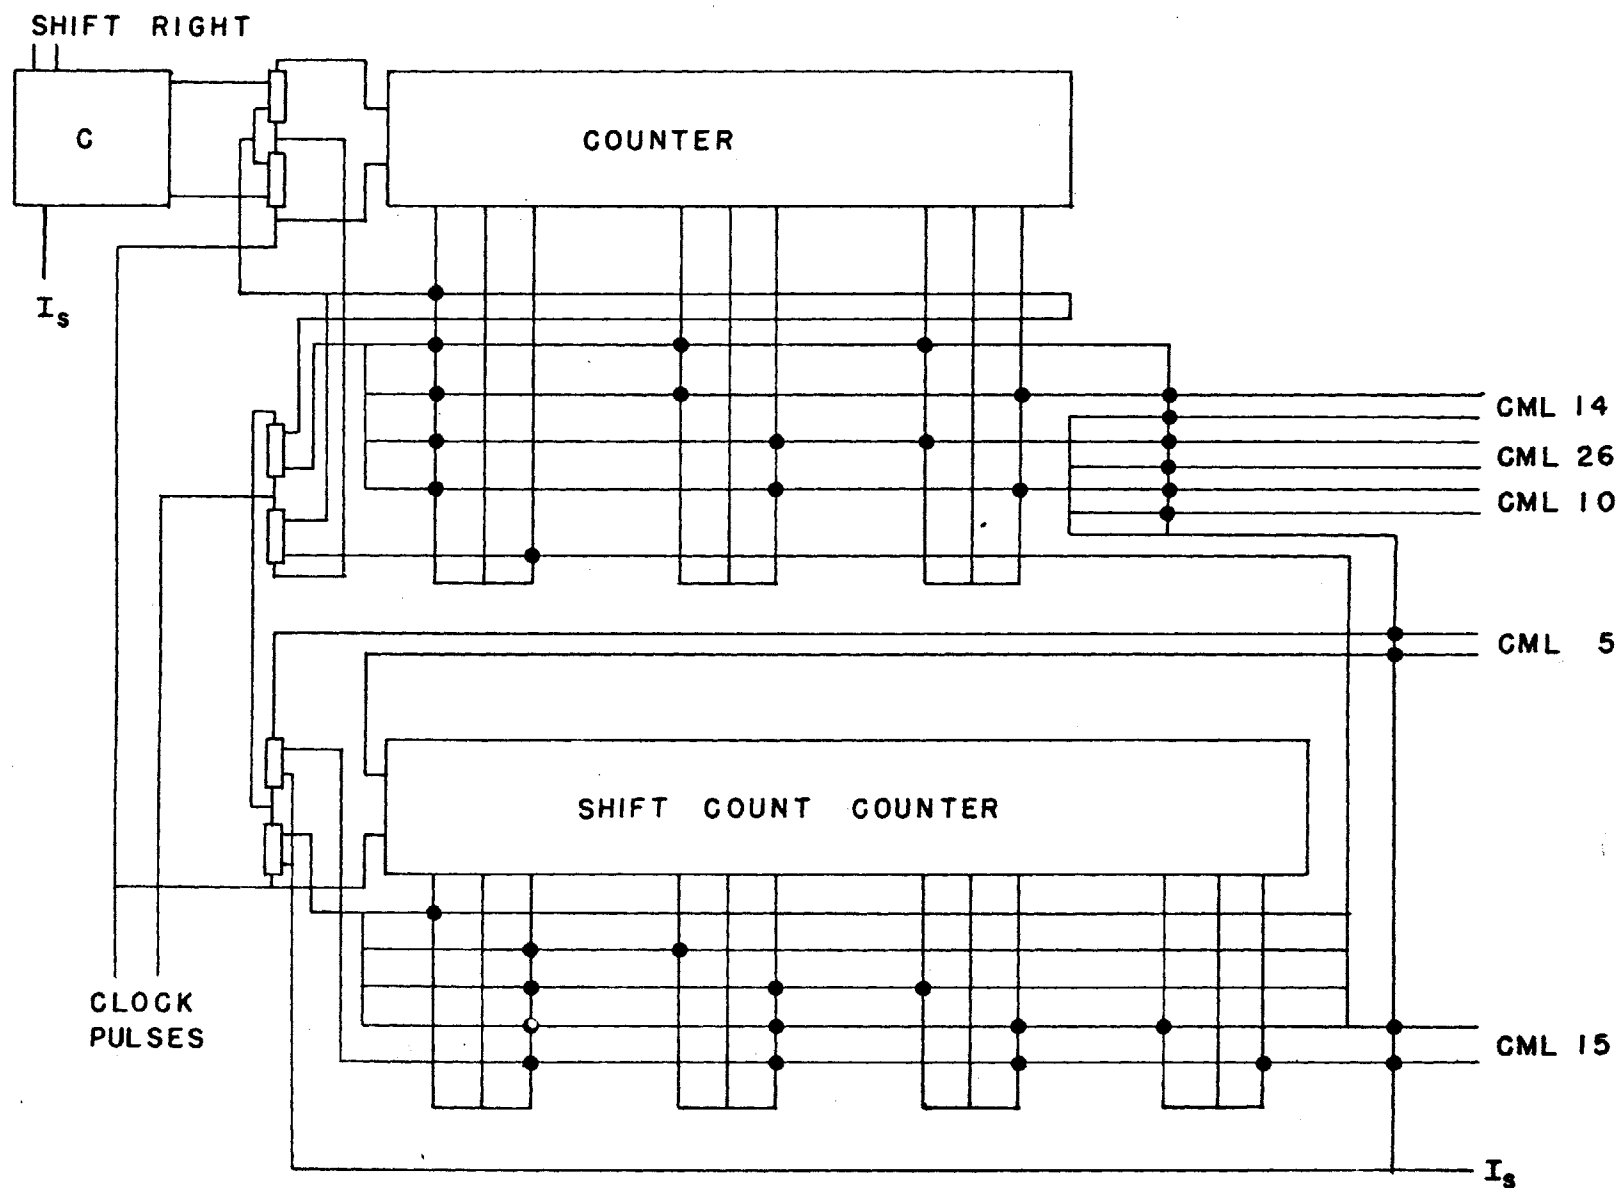 SHIFT RIGHT
C
COUNTER
Is
CML 14
CML 26
CML 10
CML 5
SHIFT COUNT COUNTER
CLOCK
PULSES
CML 15
Is